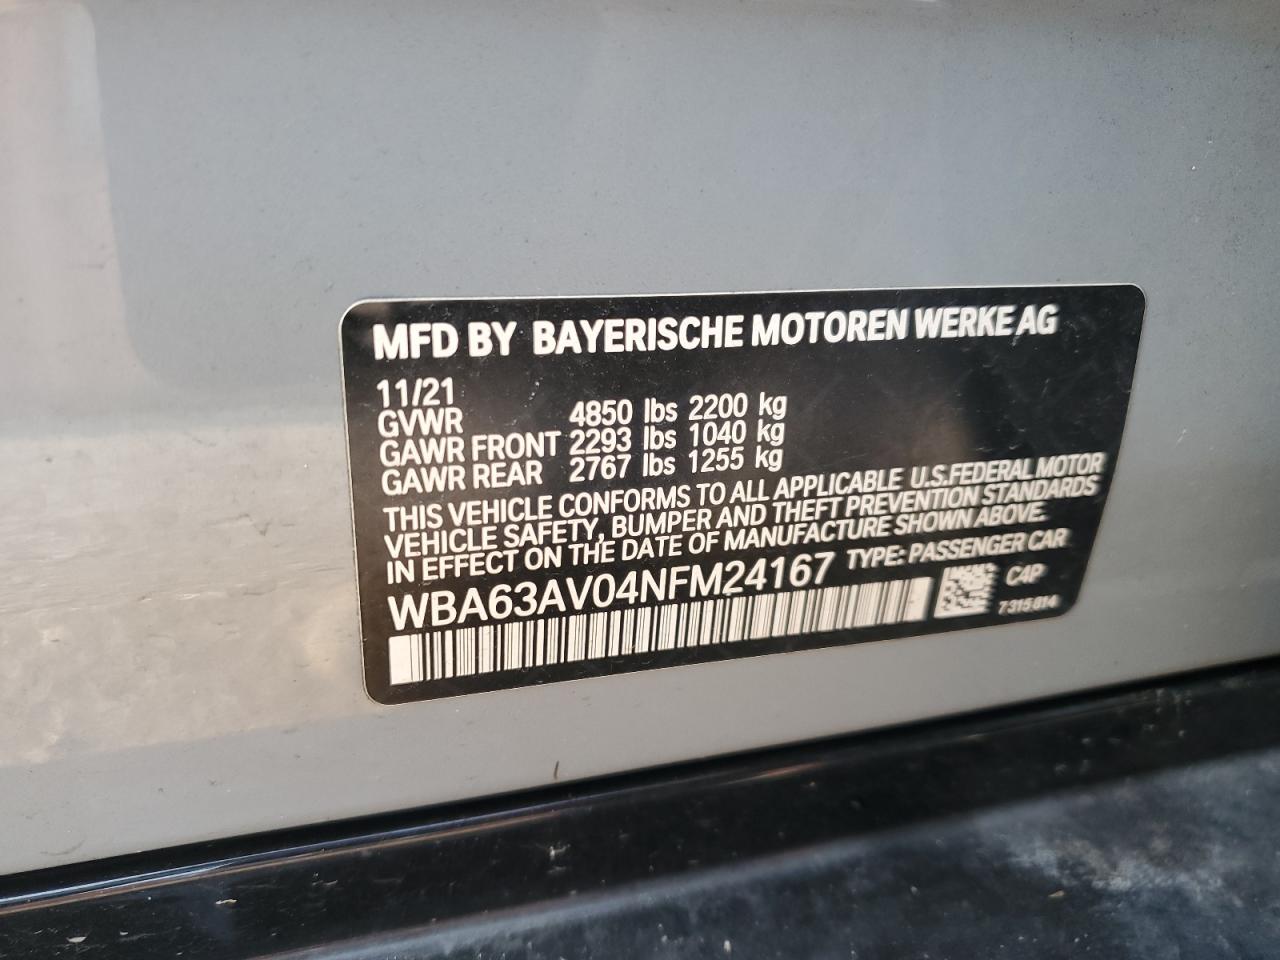 MFD BY BAYERISCHE MOTOREN WERKE AG
11/21
GVWR 4850 lbs 2200 kg
GAWR FRONT 2293 lbs 1040 kg
GAWR REAR 2767 lbs 1255 kg
THIS VEHICLE CONFORMS TO ALL APPLICABLE U.S.FEDERAL MOTOR
VEHICLE SAFETY, BUMPER AND THEFT PREVENTION STANDARDS
IN EFFECT ON THE DATE OF MANUFACTURE SHOWN ABOVE.
WBA63AV04NFM24167 TYPE: PASSENGER CAR
C4P
7315014